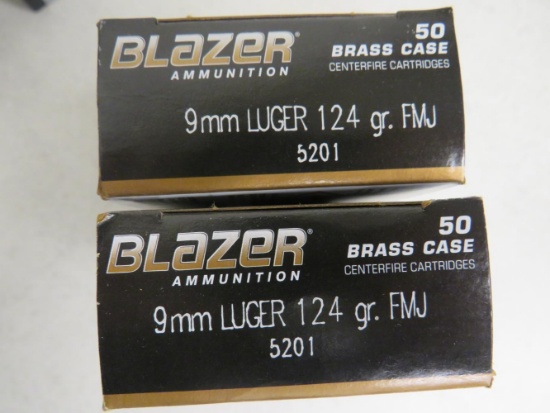 BLAZER®
AMMUNITION
50
BRASS CASE
CENTERFIRE CARTRIDGES
9mm LUGER 124 gr. FMJ
5201
BLAZER®
AMMUNITION
50
BRASS CASE
CENTERFIRE CARTRIDGES
9mm LUGER 124 gr. FMJ
5201